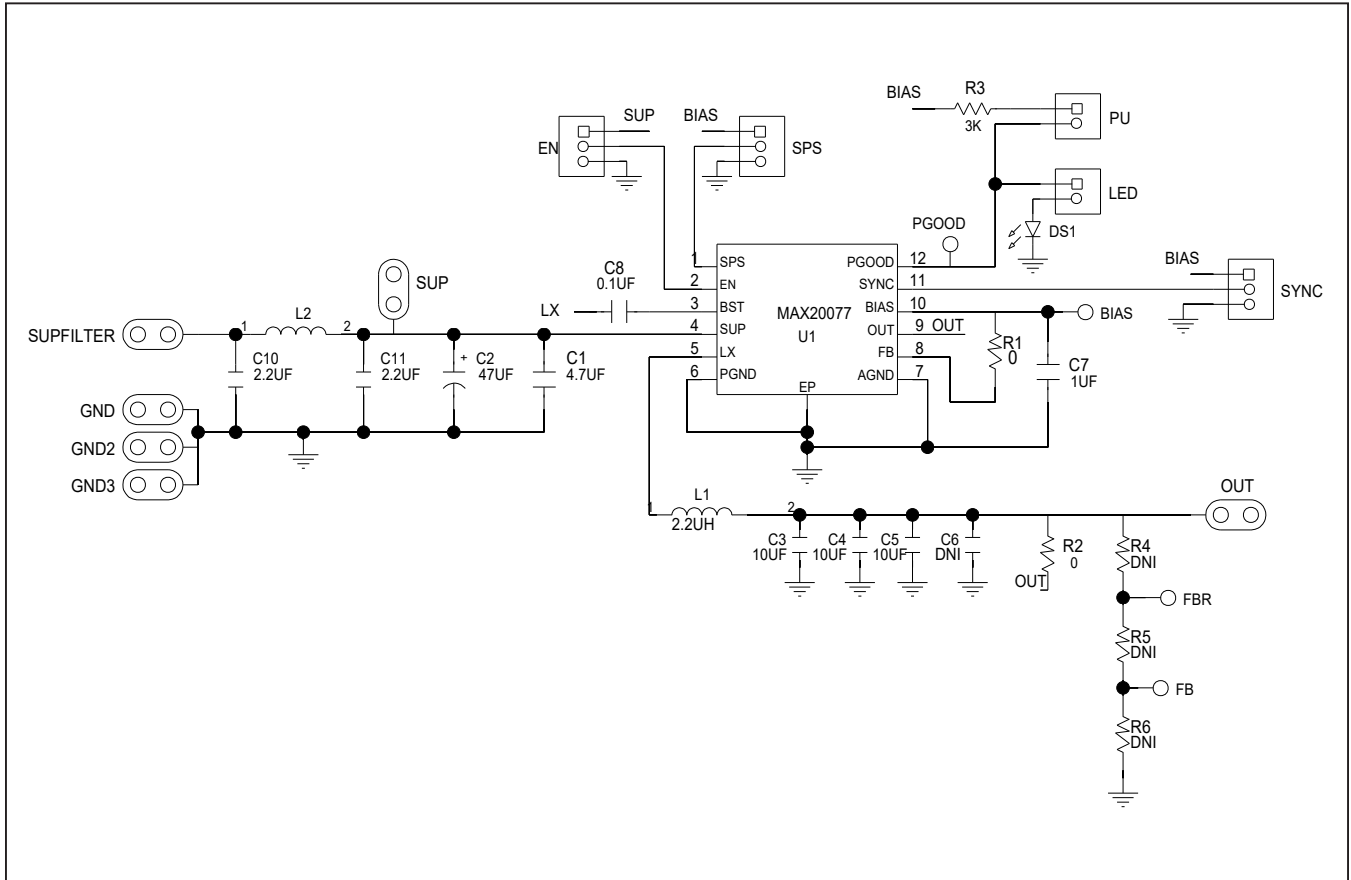 BIAS
R3
3K
PU
SUP
EN
BIAS
SPS
LED
DS1
PGOOD
C8
0.1UF
LX
SUP
BIAS
SYNC
1 SPS
2 EN
3 BST
4 SUP
5 LX
6 PGND
MAX20077
U1
EP
PGOOD 12
SYNC 11
BIAS 10
OUT 9 OUT
FB 8
AGND 7
BIAS
R1
0
C7
1UF
SUPFILTER
1 L2 2
C10
2.2UF
C11
2.2UF
+ C2
47UF
C1
4.7UF
GND
GND2
GND3
1 L1 2
2.2UH
C3
10UF
C4
10UF
C5
10UF
C6
DNI
R2
0
OUT
OUT
R4
DNI
FBR
R5
DNI
FB
R6
DNI